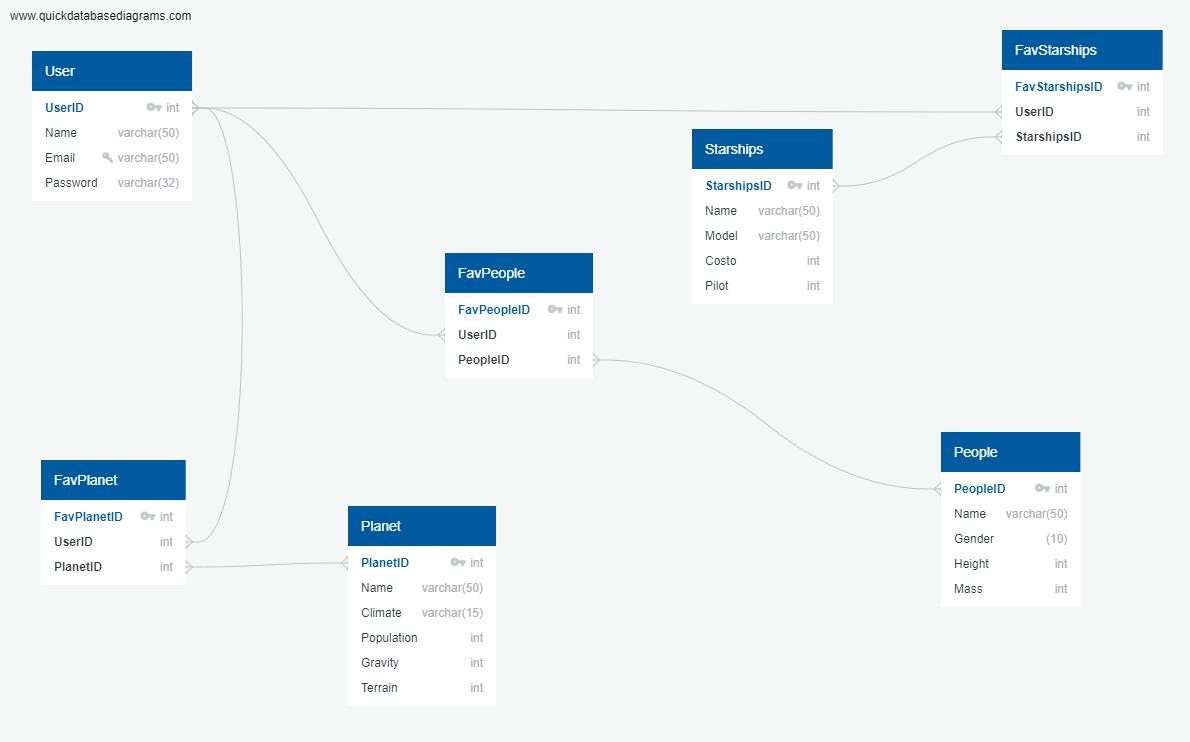 www.quickdatabasediagrams.com
User
UserID int
Name varchar(50)
Email varchar(50)
Password varchar(32)
FavStarships
FavStarshipsID int
UserID int
StarshipsID int
Starships
StarshipsID int
Name varchar(50)
Model varchar(50)
Costo int
Pilot int
FavPeople
FavPeopleID int
UserID int
PeopleID int
People
PeopleID int
Name varchar(50)
Gender (10)
Height int
Mass int
FavPlanet
FavPlanetID int
UserID int
PlanetID int
Planet
PlanetID int
Name varchar(50)
Climate varchar(15)
Population int
Gravity int
Terrain int